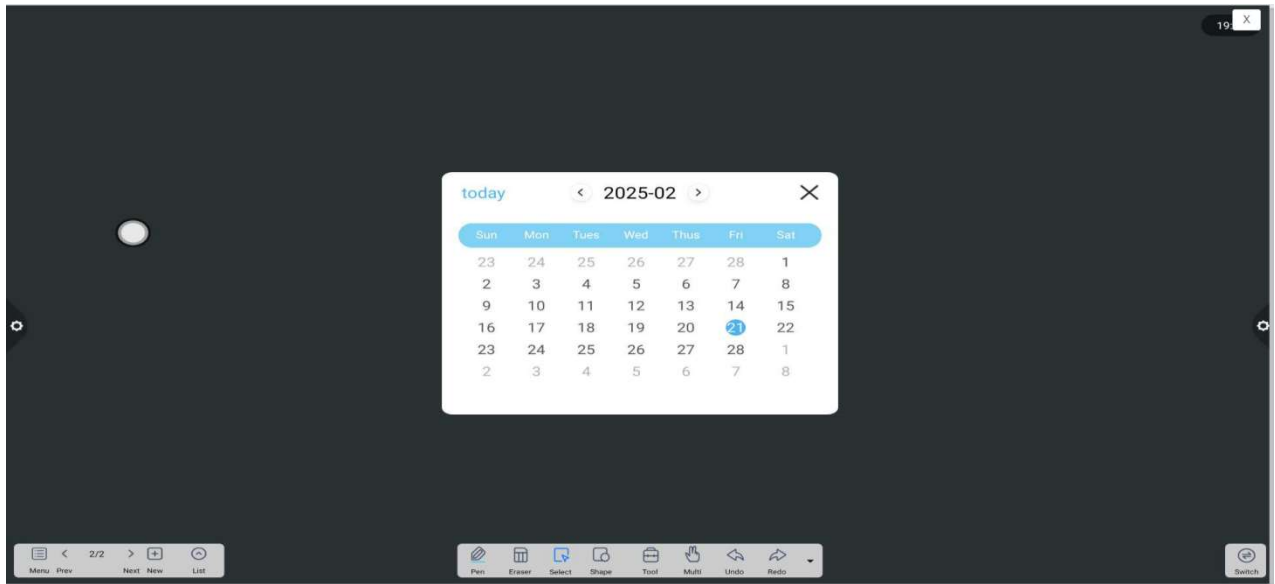 19: X
today < 2025-02 > X
Sun Mon Tues Wed Thus Fri Sat
23 24 25 26 27 28 1
2 3 4 5 6 7 8
9 10 11 12 13 14 15
16 17 18 19 20 21 22
23 24 25 26 27 28 1
2 3 4 5 6 7 8
2/2
Menu Prev Next New List
Pen Eraser Select Shape Tool Multi Undo Redo
Switch